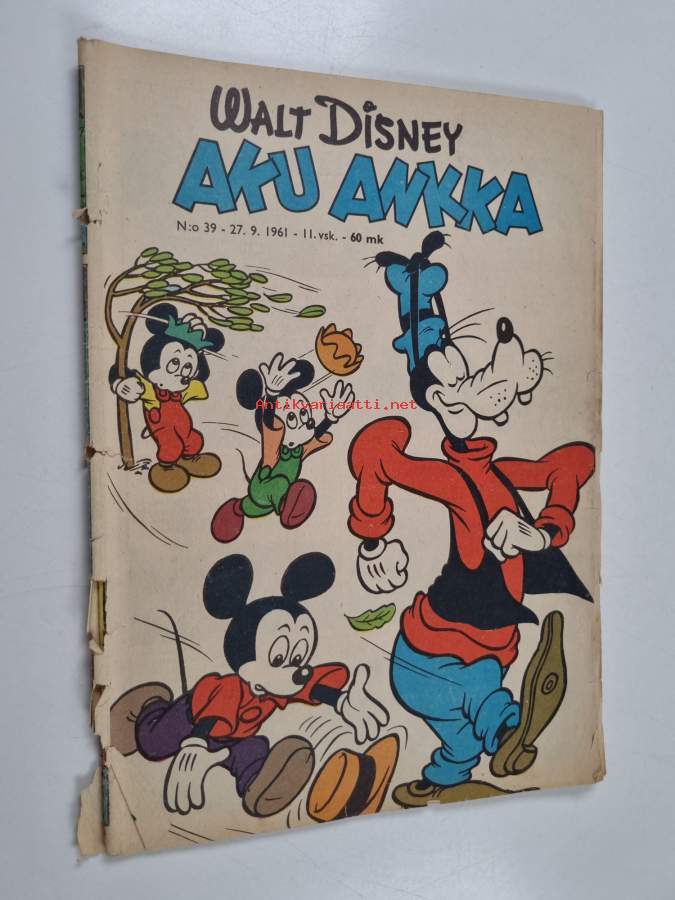 WALT DISNEY
AKU ANKKA
N:o 39 - 27. 9. 1961 - 11. vsk. - 60 mk
Antikvariaatti.net